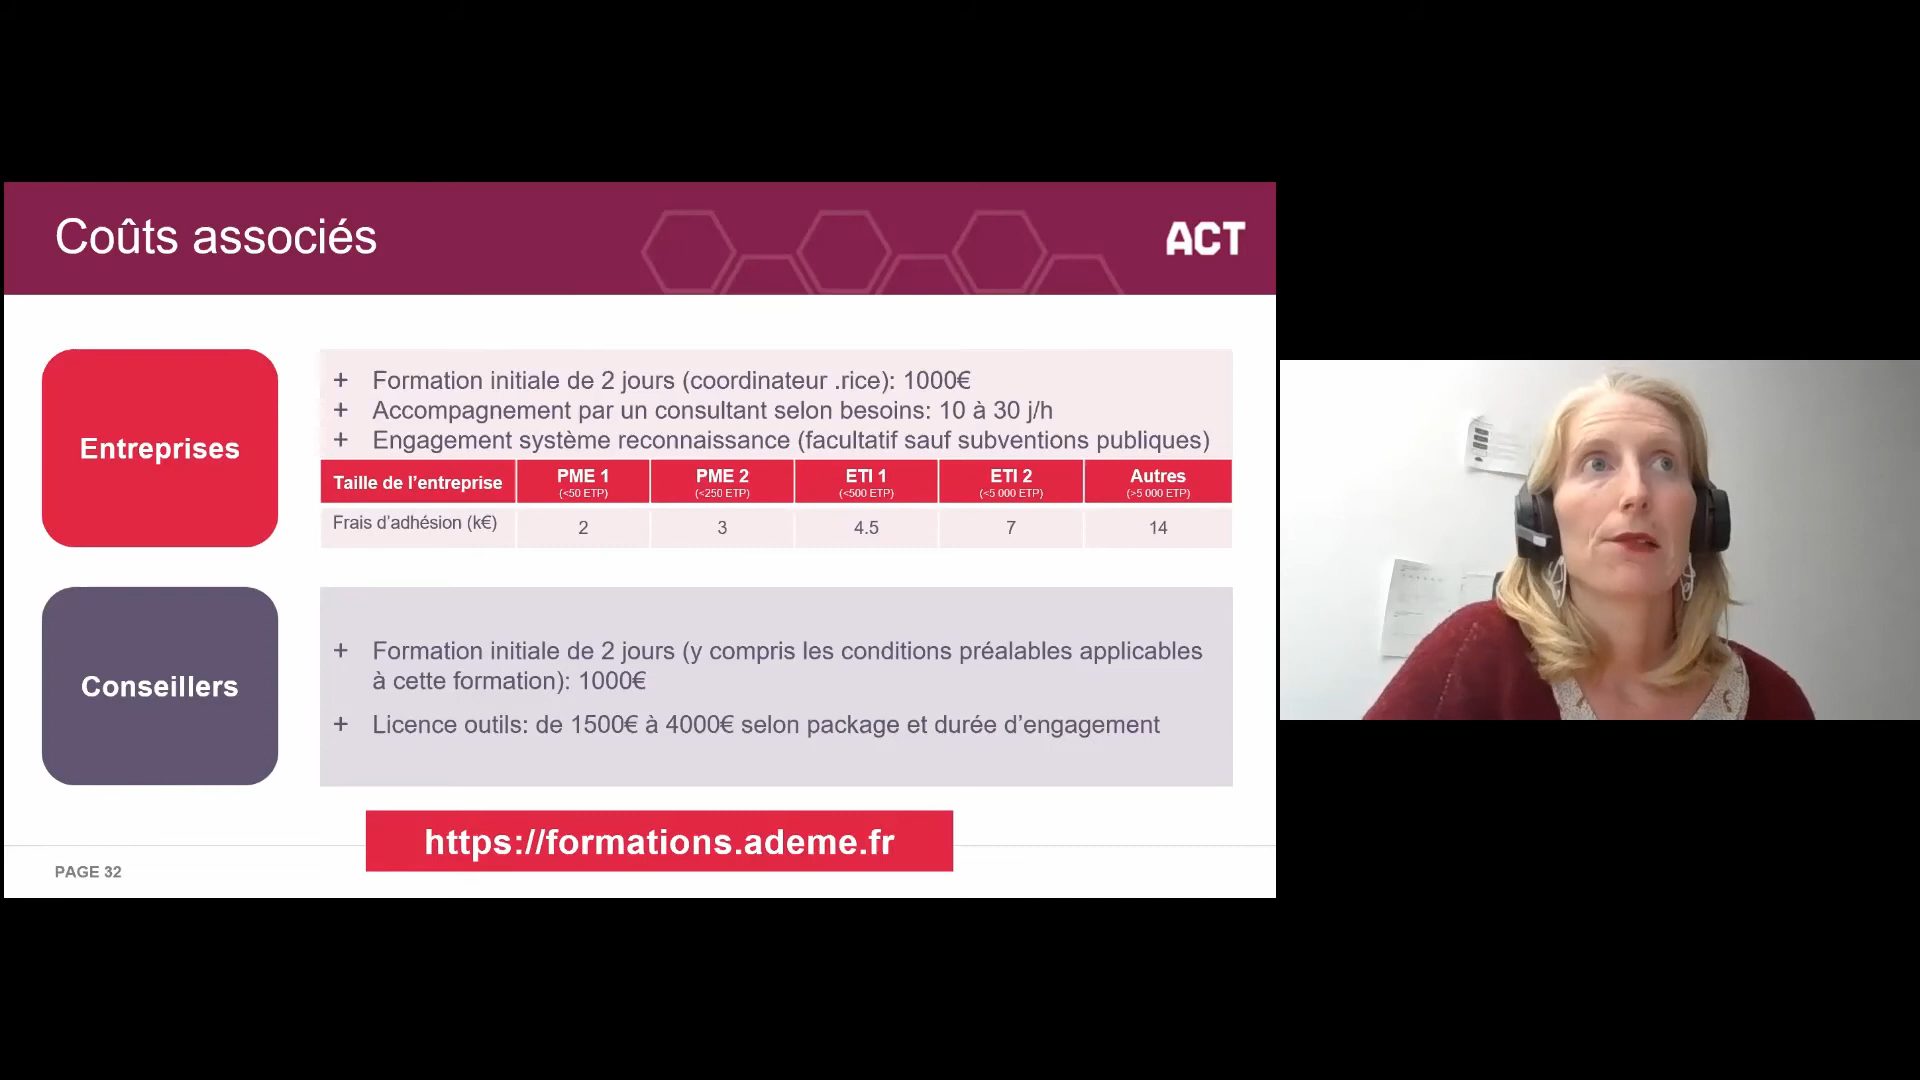 Coûts associés
ACT
Entreprises
+ Formation initiale de 2 jours (coordinateur .rice): 1000€
+ Accompagnement par un consultant selon besoins: 10 à 30 j/h
+ Engagement système reconnaissance (facultatif sauf subventions publiques)
Taille de l'entreprise PME 1 PME 2 ETI 1 ETI 2 Autres
(<50 ETP) (<250 ETP) (<500 ETP) (<5 000 ETP) (>5 000 ETP)
Frais d'adhésion (k€) 2 3 4.5 7 14
Conseillers
+ Formation initiale de 2 jours (y compris les conditions préalables applicables
à cette formation): 1000€
+ Licence outils: de 1500€ à 4000€ selon package et durée d'engagement
https://formations.ademe.fr
PAGE 32